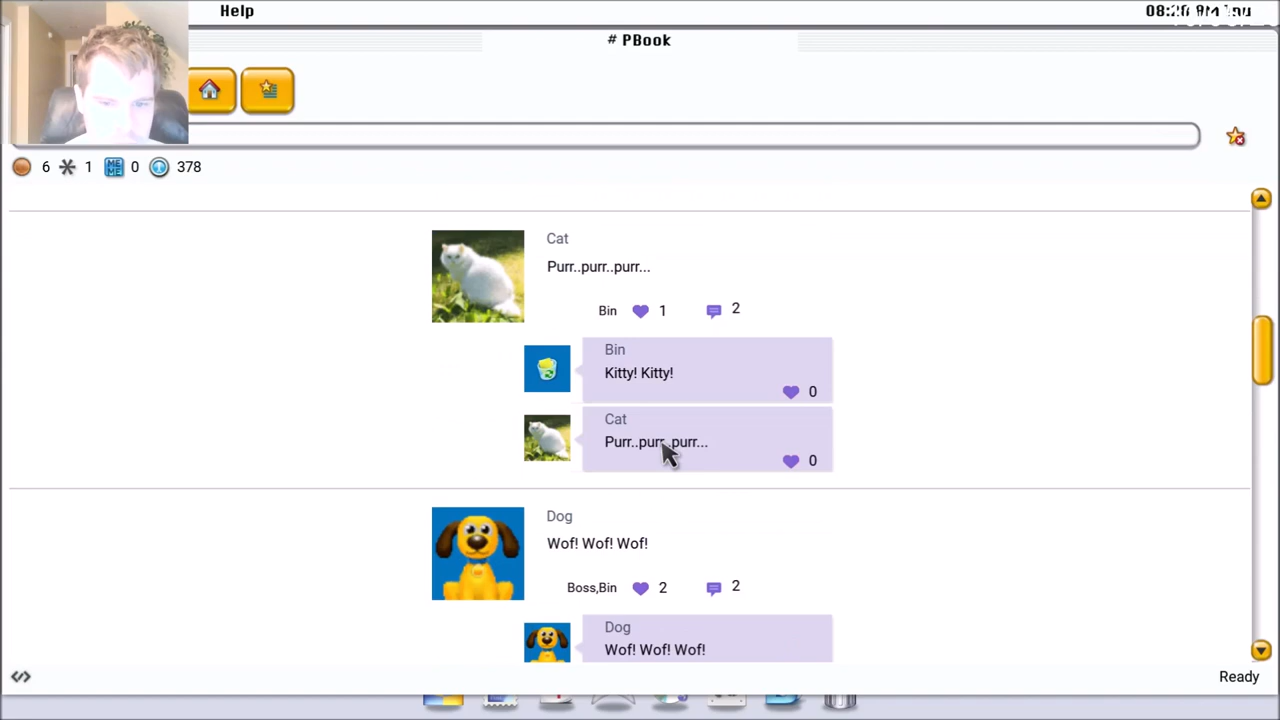 Help
# PBook
6 1 0 378
Cat
Purr..purr..purr...
Bin 1 2
Bin
Kitty! Kitty!
0
Cat
Purr..purr..purr...
0
Dog
Wof! Wof! Wof!
Boss,Bin 2 2
Dog
Wof! Wof! Wof!
Ready